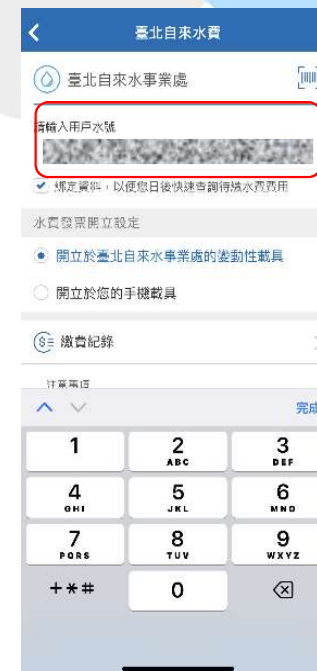 臺北自來水費
臺北自來水事業處
請輸入用戶水號
綁定資料，以便您日後快速查詢待繳水費費用
水費發票開立設定
開立於臺北自來水事業處的變動性載具
開立於您的手機載具
繳費紀錄
注意事項
完成
1 2 3
ABC DEF
4 5 6
GHI JKL MNO
7 8 9
PQRS TUV WXYZ
+*# 0